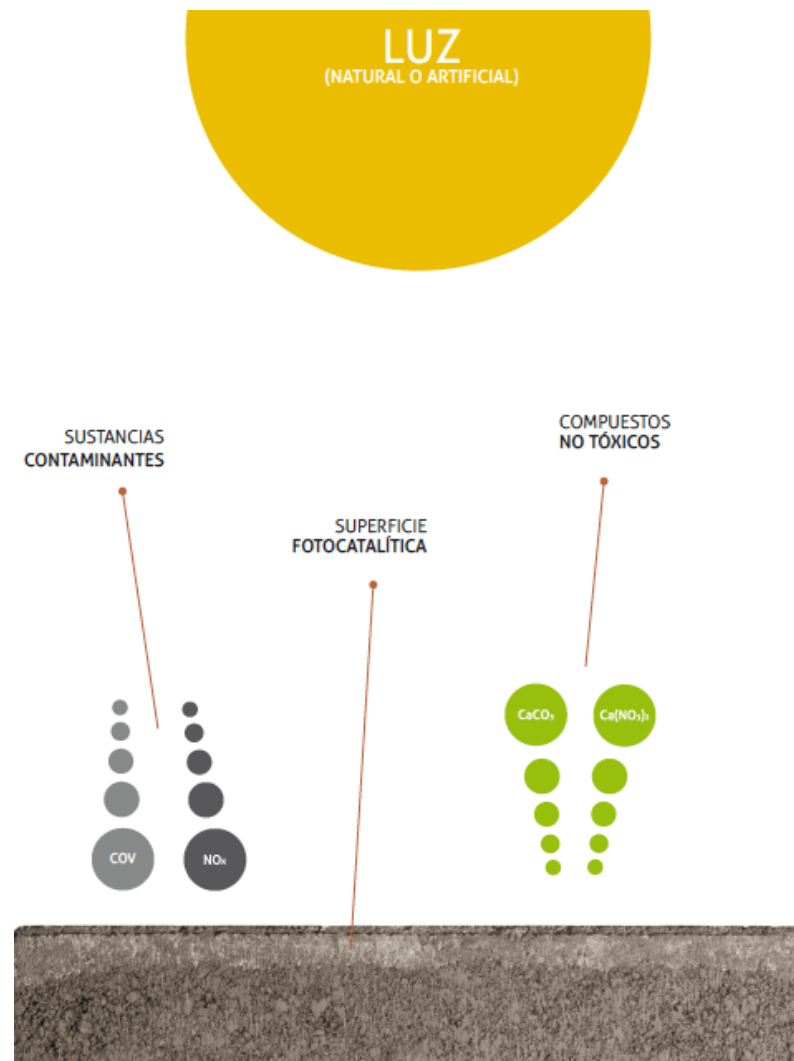 LUZ
(NATURAL O ARTIFICIAL)
COMPUESTOS
NO TÓXICOS
SUSTANCIAS
CONTAMINANTES
SUPERFICIE
FOTOCATALÍTICA
CaCO₃
Ca(NO₃)₂
COV
NOx